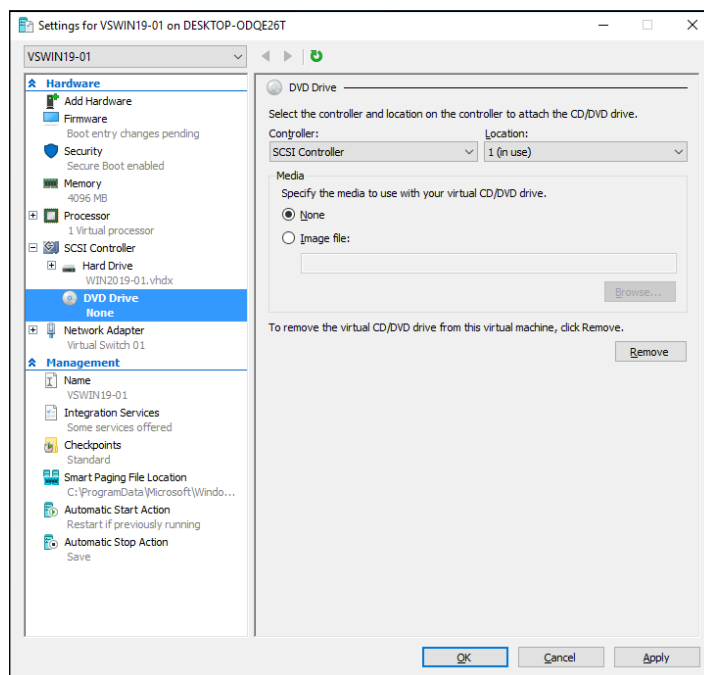 Settings for VSWIN19-01 on DESKTOP-ODQE26T
VSWIN19-01
Hardware
Add Hardware
Firmware
Boot entry changes pending
Security
Secure Boot enabled
Memory
4096 MB
Processor
1 Virtual processor
SCSI Controller
Hard Drive
WIN2019-01.vhdx
DVD Drive
None
Network Adapter
Virtual Switch 01
Management
Name
VSWIN19-01
Integration Services
Some services offered
Checkpoints
Standard
Smart Paging File Location
C:\ProgramData\Microsoft\Windo...
Automatic Start Action
Restart if previously running
Automatic Stop Action
Save
DVD Drive
Select the controller and location on the controller to attach the CD/DVD drive.
Controller: Location:
SCSI Controller 1 (in use)
Media
Specify the media to use with your virtual CD/DVD drive.
None
Image file:
Browse...
To remove the virtual CD/DVD drive from this virtual machine, click Remove.
Remove
OK Cancel Apply